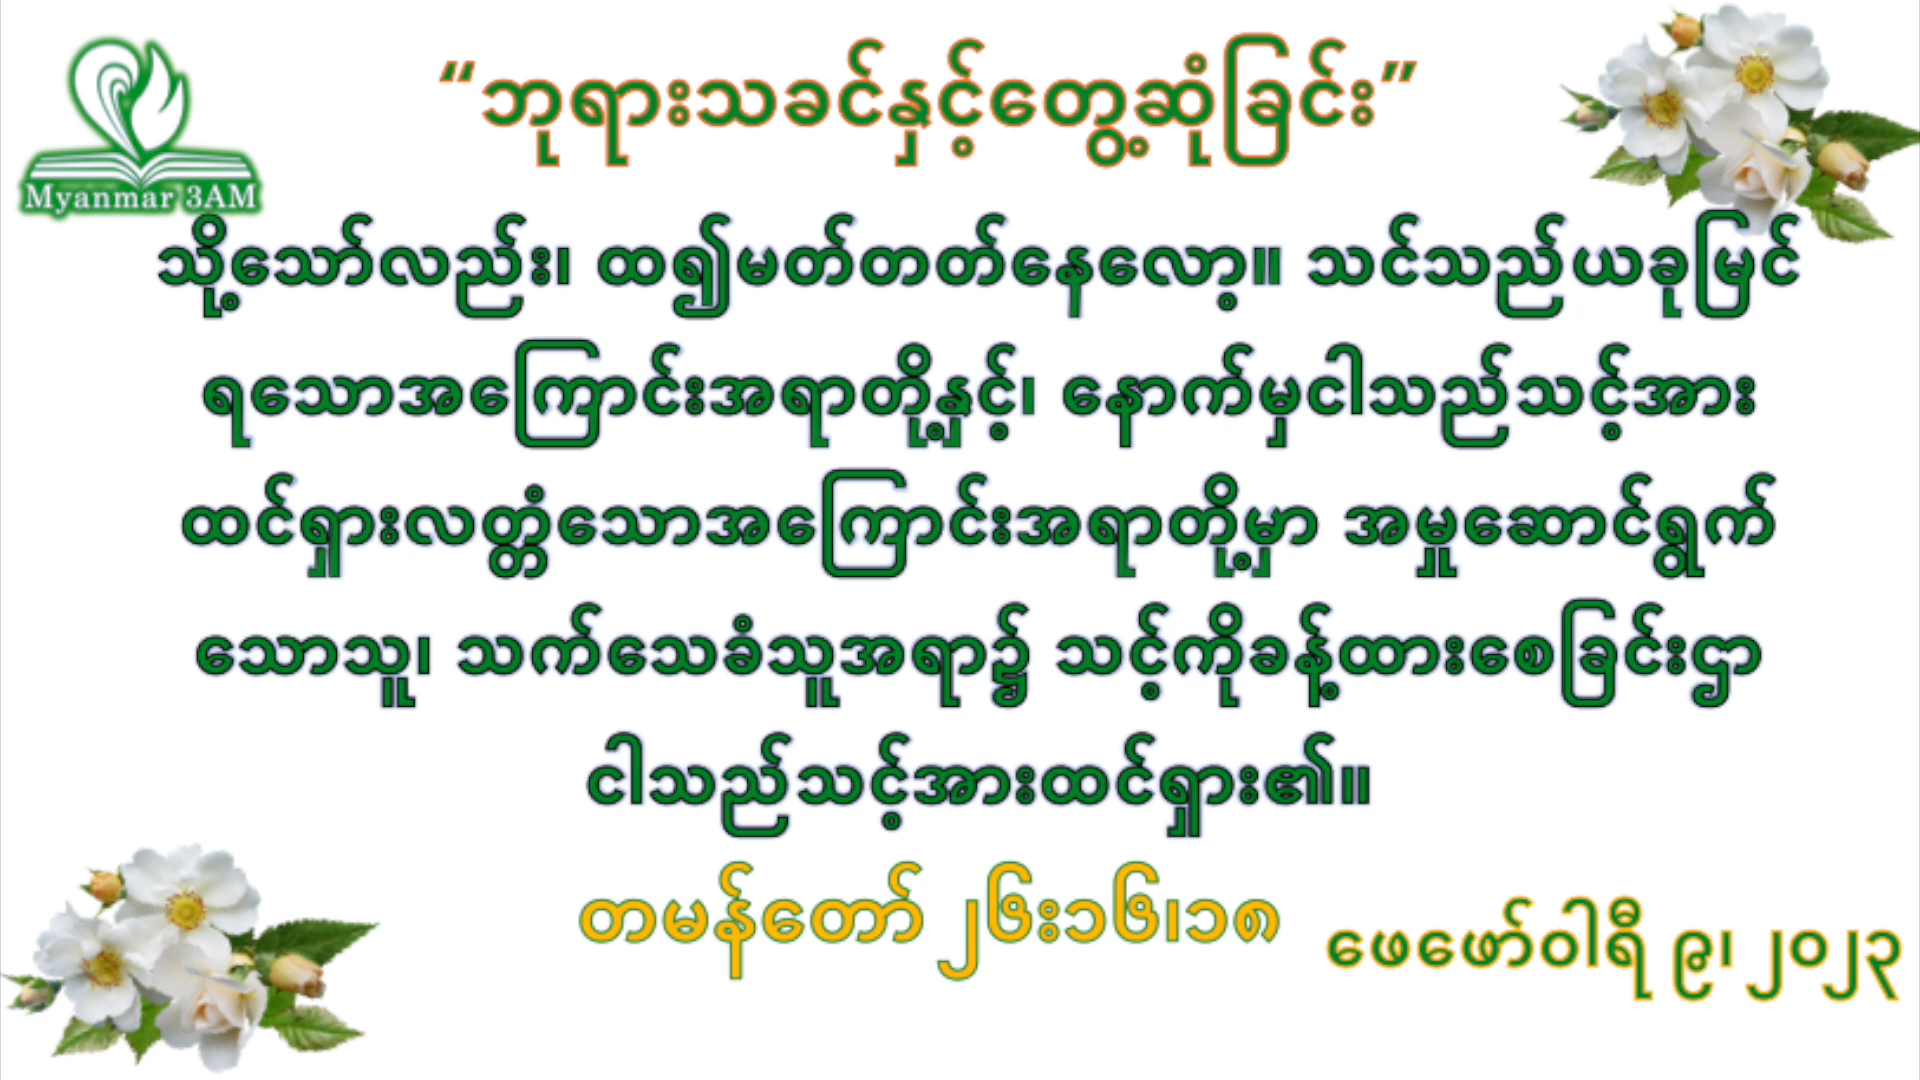 “ဘုရားသခင်နှင့်တွေ့ဆုံခြင်း”
Myanmar 3AM
သို့သော်လည်း၊ ထ၍မတ်တတ်နေလော့။ သင်သည်ယခုမြင်
ရသောအကြောင်းအရာတို့နှင့်၊ နောက်မှငါသည်သင့်အား
ထင်ရှားလတ္တံသောအကြောင်းအရာတို့မှာ အမှုဆောင်ရွက်
သောသူ၊ သက်သေခံသူအရာ၌ သင့်ကိုခန့်ထားစေခြင်းဌာ
ငါသည်သင့်အားထင်ရှား၏။
တမန်တော် ၂၆း၁၆၊၁၈
ဖေဖော်ဝါရီ ၉၊ ၂၀၂၃